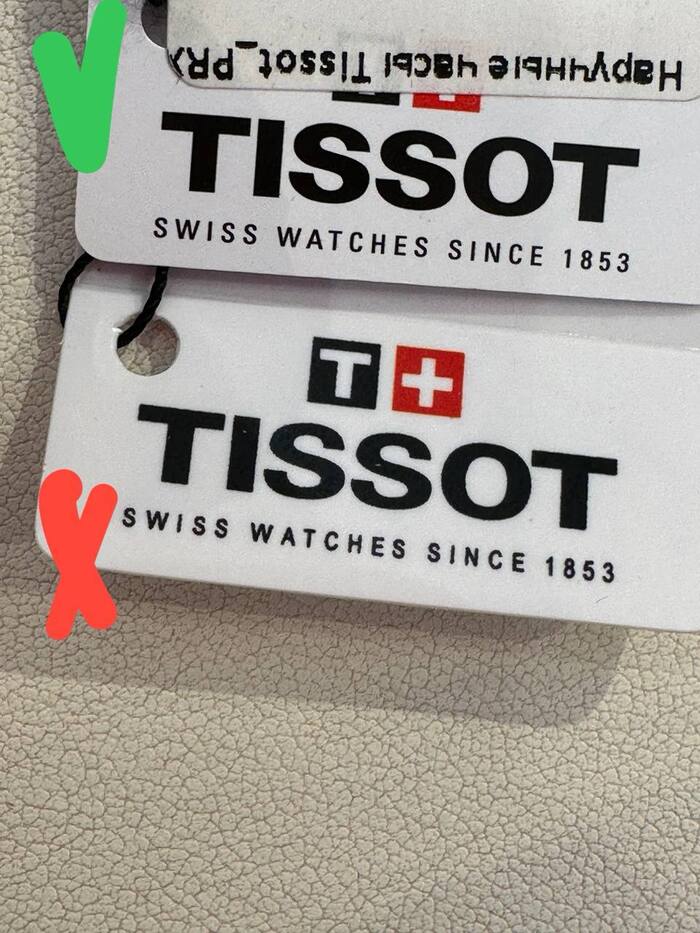 Наручные часы Tissot_PRX
TISSOT
SWISS WATCHES SINCE 1853
T+
TISSOT
SWISS WATCHES SINCE 1853